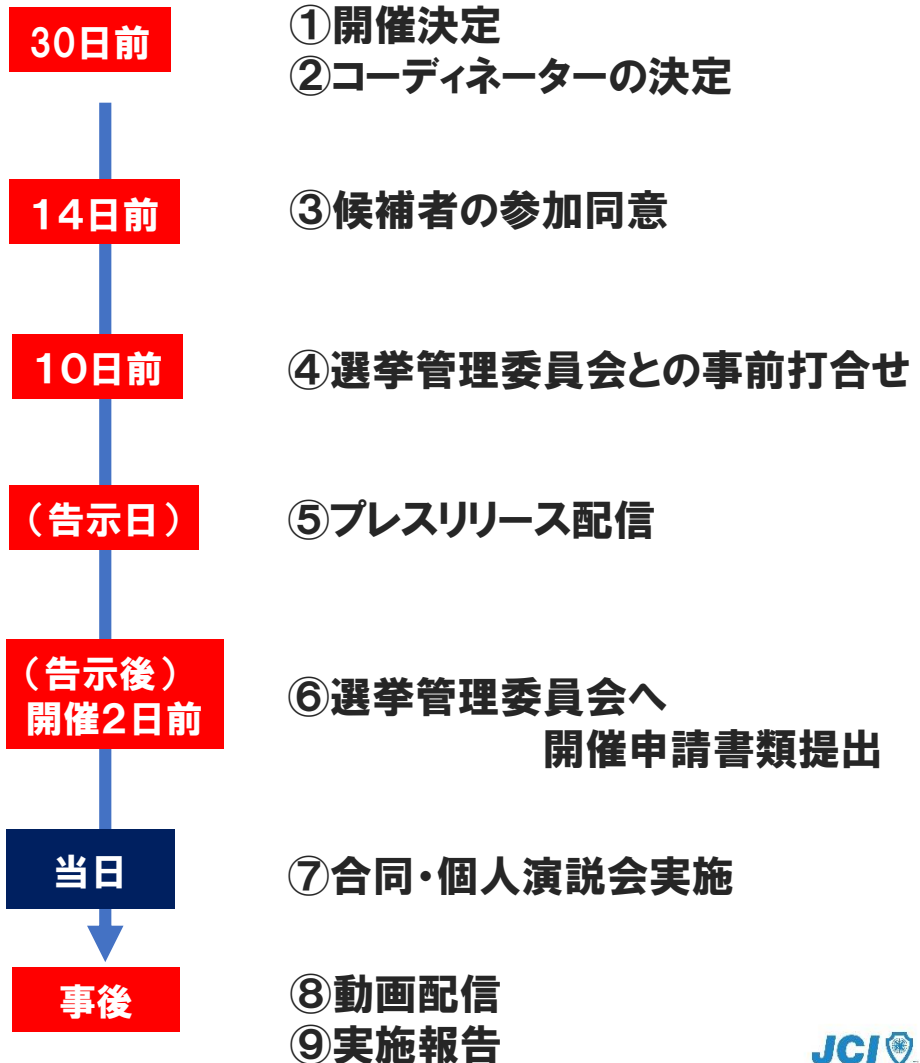 30日前
①開催決定
②コーディネーターの決定
14日前
③候補者の参加同意
10日前
④選挙管理委員会との事前打合せ
(告示日)
⑤プレスリリース配信
(告示後)
開催2日前
⑥選挙管理委員会へ
開催申請書類提出
当日
⑦合同・個人演説会実施
事後
⑧動画配信
⑨実施報告
JCI